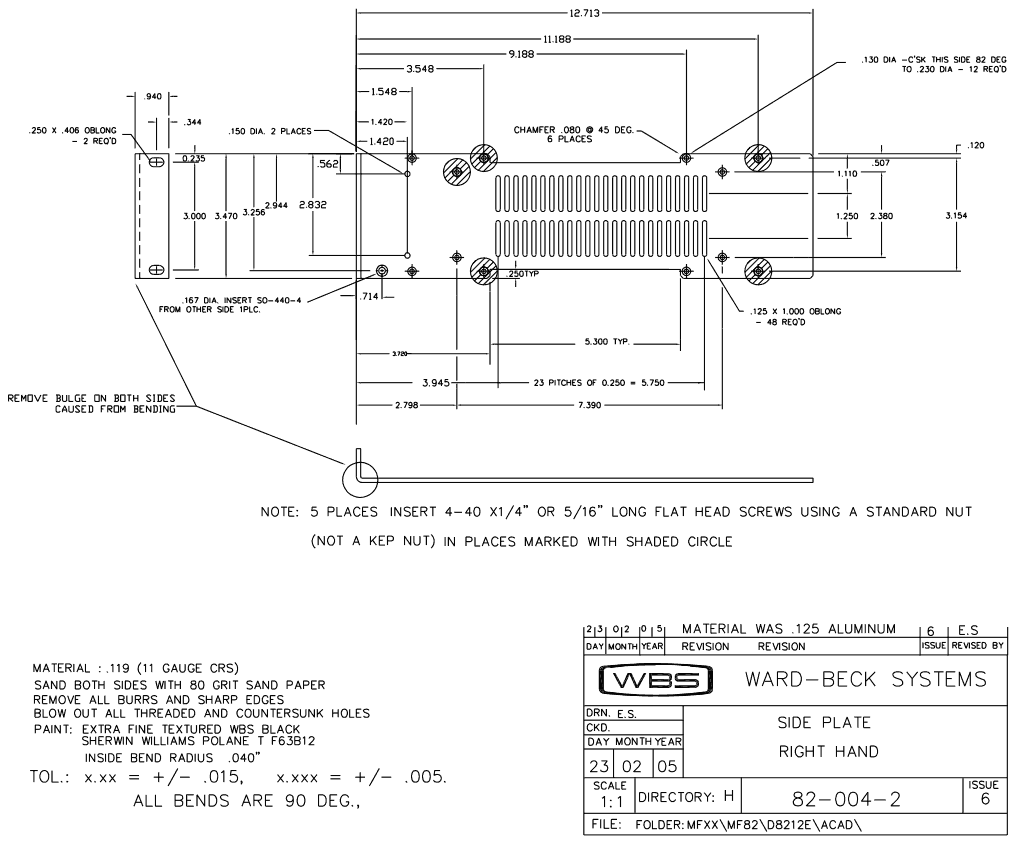 12.713
11.188
9.188
3.548
1.548
1.420
1.420
.940
.344
.250 X .406 OBLONG
- 2 REQ'D
.150 DIA. 2 PLACES
CHAMFER .080 @ 45 DEG.
6 PLACES
.130 DIA -C'SK THIS SIDE 82 DEG
TO .230 DIA - 12 REQ'D
0.235
.562
.120
.507
1.110
3.000
3.470
3.256
2.944
2.832
1.250
2.380
3.154
.250TYP
.167 DIA. INSERT SO-440-4
FROM OTHER SIDE 1PLC.
.714
.125 X 1.000 OBLONG
- 48 REQ'D
5.300 TYP.
3.720
3.945
23 PITCHES OF 0.250 = 5.750
2.798
7.390
REMOVE BULGE ON BOTH SIDES
CAUSED FROM BENDING
NOTE: 5 PLACES INSERT 4-40 X1/4" OR 5/16" LONG FLAT HEAD SCREWS USING A STANDARD NUT
(NOT A KEP NUT) IN PLACES MARKED WITH SHADED CIRCLE
MATERIAL : .119 (11 GAUGE CRS)
SAND BOTH SIDES WITH 80 GRIT SAND PAPER
REMOVE ALL BURRS AND SHARP EDGES
BLOW OUT ALL THREADED AND COUNTERSUNK HOLES
PAINT: EXTRA FINE TEXTURED WBS BLACK
SHERWIN WILLIAMS POLANE T F63B12
INSIDE BEND RADIUS .040"
TOL.: x.xx = +/- .015, x.xxx = +/- .005.
ALL BENDS ARE 90 DEG.,
2 3 0 2 0 5 MATERIAL WAS .125 ALUMINUM 6 E.S
DAY MONTH YEAR REVISION REVISION ISSUE REVISED BY
WBS WARD-BECK SYSTEMS
DRN. E.S.
CKD.
DAY MONTH YEAR
23 02 05
SIDE PLATE
RIGHT HAND
SCALE
1:1
DIRECTORY: H
82-004-2
ISSUE
6
FILE: FOLDER:MFXX\MF82\D8212E\ACAD\